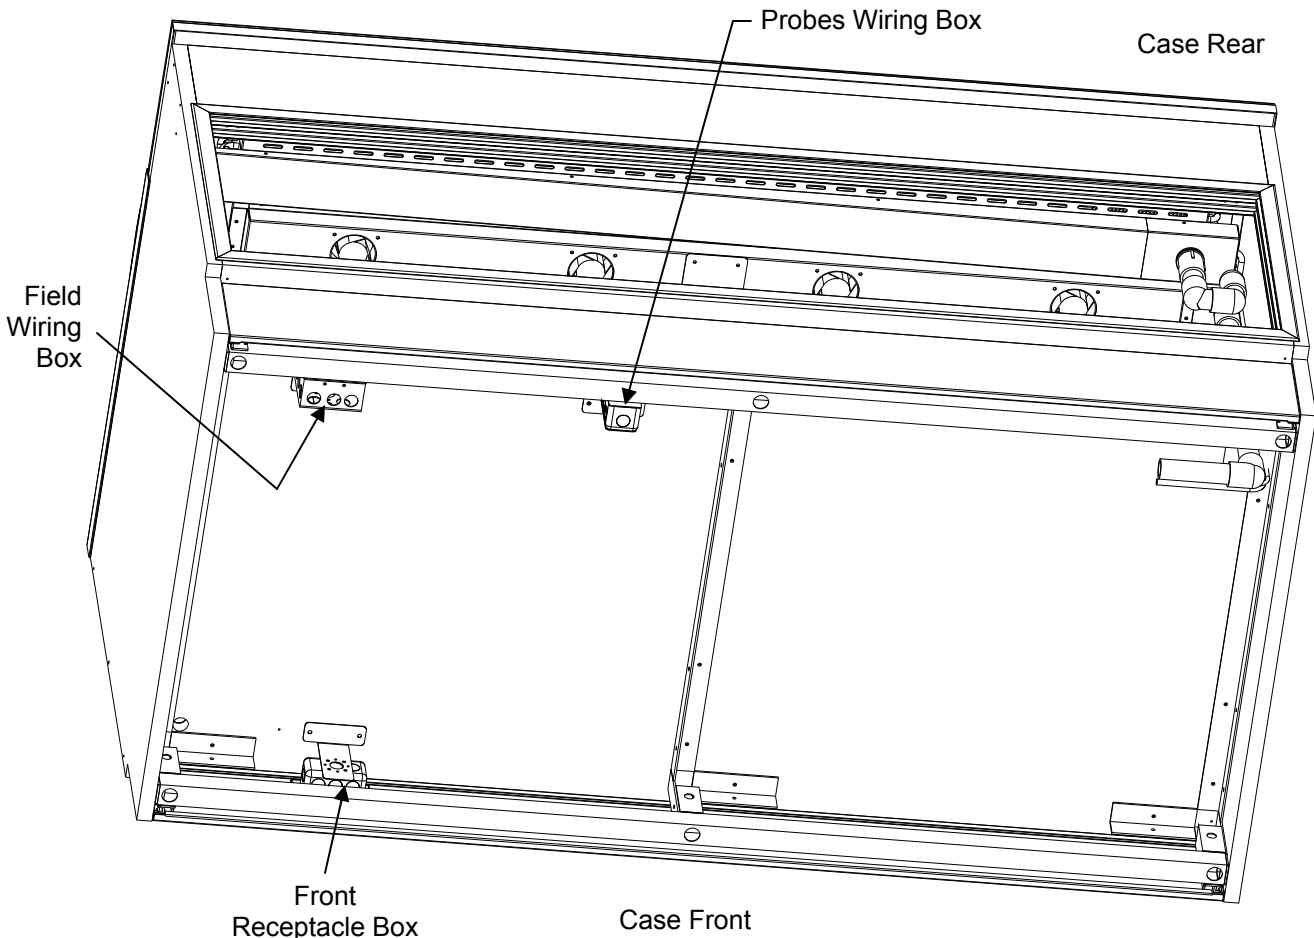 Probes Wiring Box
Case Rear
Field
Wiring
Box
Front
Receptacle Box
Case Front